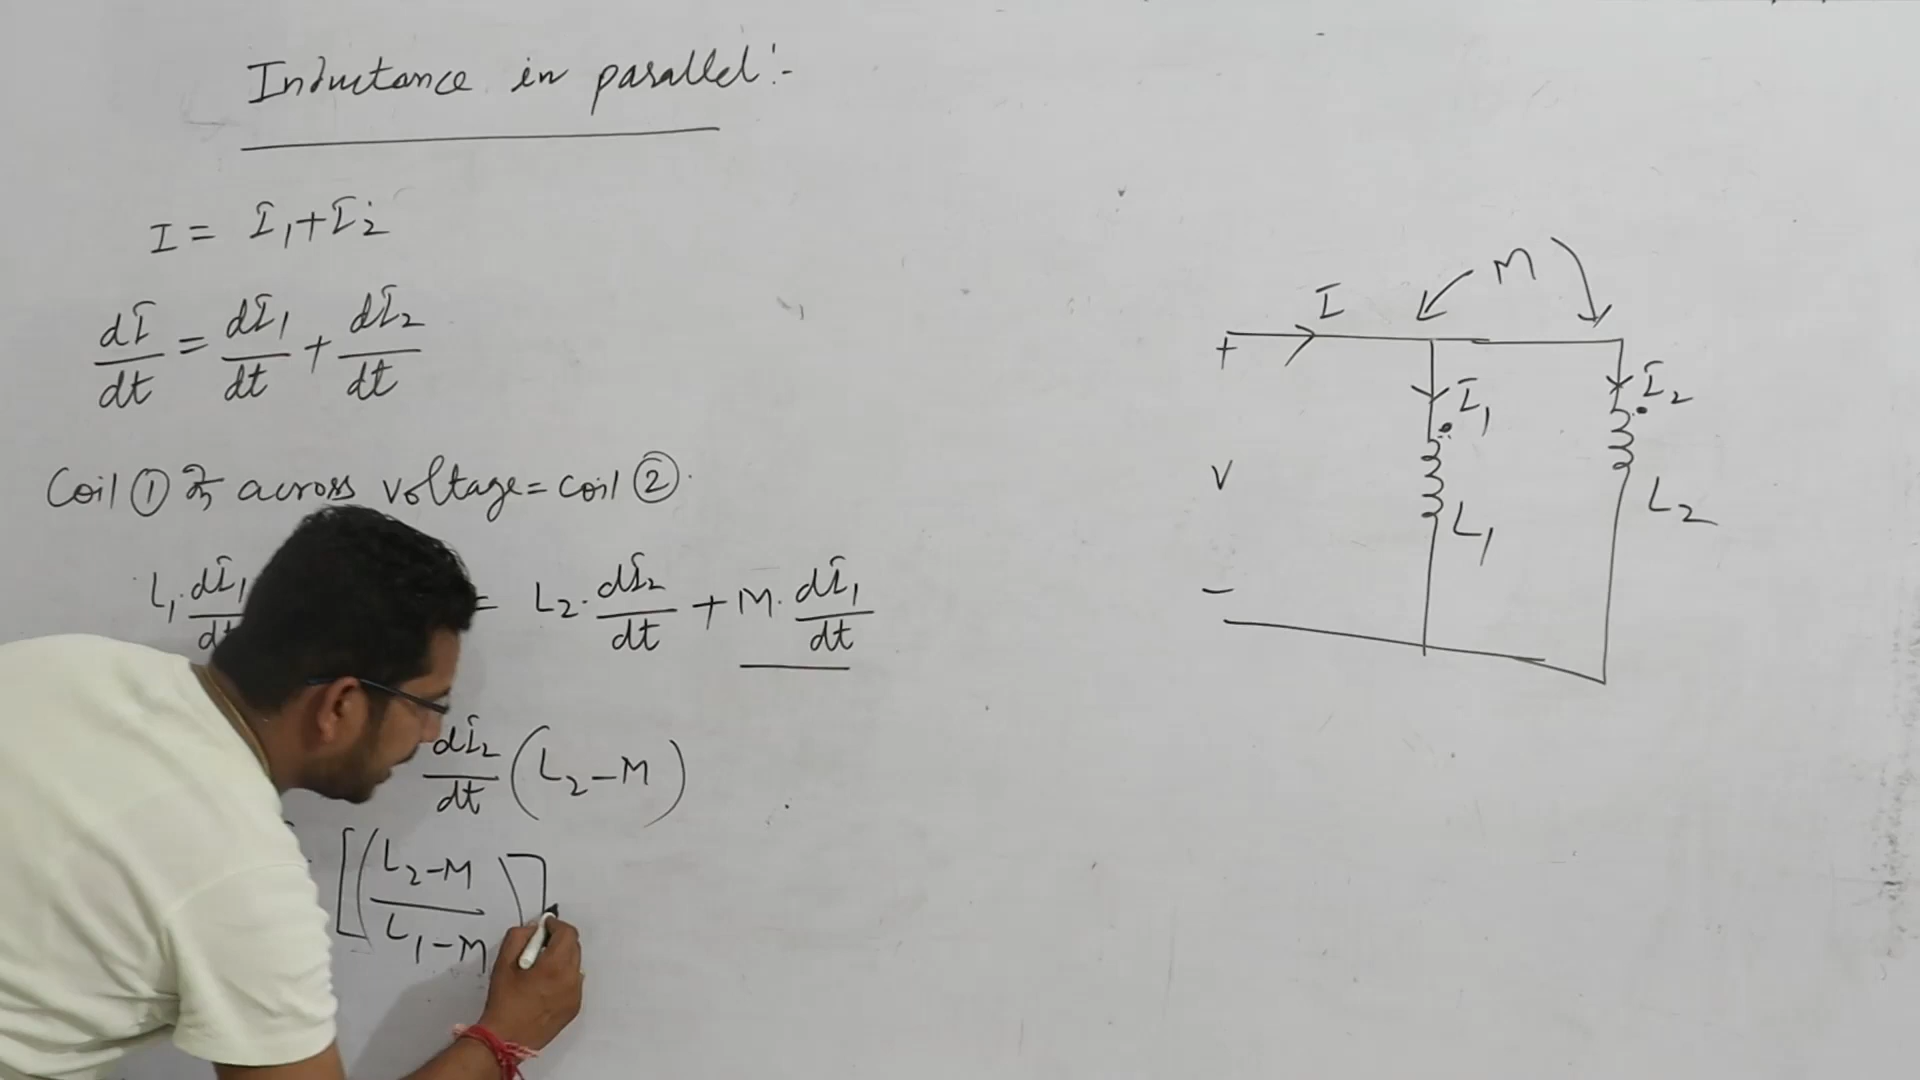 Inductance in parallel:-
I = I₁+I₂
dI/dt = dI₁/dt + dI₂/dt
Coil ① के across voltage = coil ②.
L₁. dI₁/dt = L₂. dI₂/dt + M. dI₁/dt
dI₂/dt (L₂-M)
[(L₂-M/L₁-M)]
M
I
+
I₁
I₂
V
L₁
L₂
-